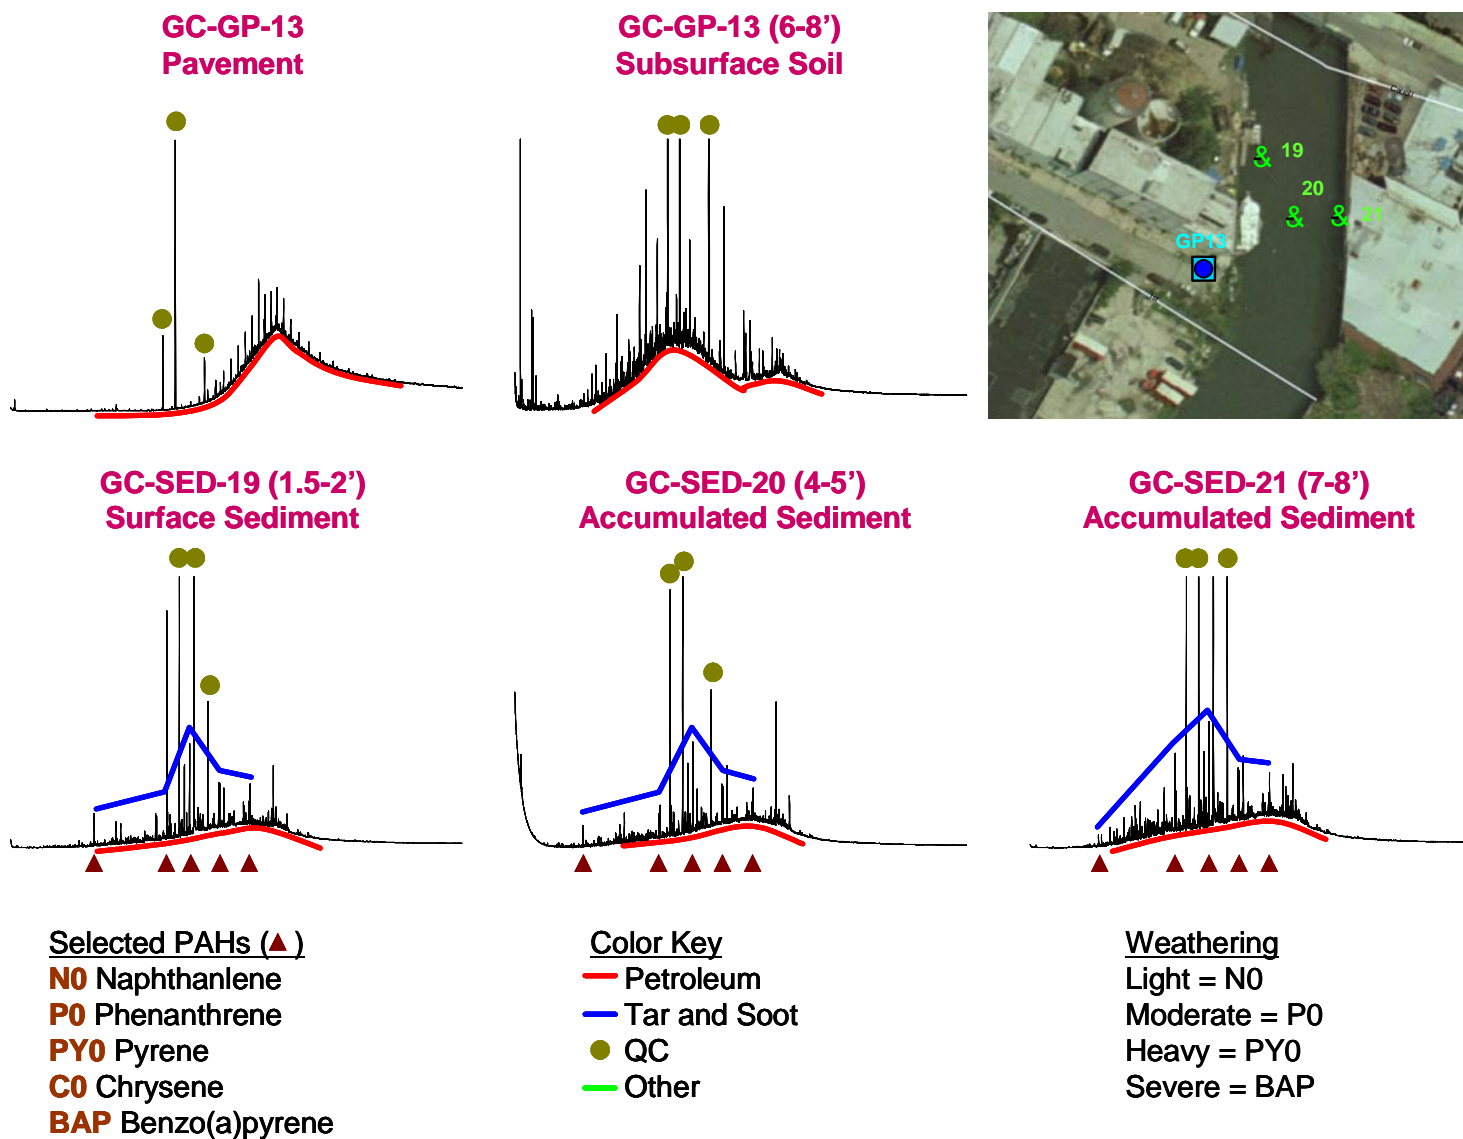 GC-GP-13
Pavement
GC-GP-13 (6-8’)
Subsurface Soil
19
20
21
GP13
GC-SED-19 (1.5-2’)
Surface Sediment
GC-SED-20 (4-5’)
Accumulated Sediment
GC-SED-21 (7-8’)
Accumulated Sediment
Selected PAHs (▲)
N0 Naphthanlene
P0 Phenanthrene
PY0 Pyrene
C0 Chrysene
BAP Benzo(a)pyrene
Color Key
Petroleum
Tar and Soot
QC
Other
Weathering
Light = N0
Moderate = P0
Heavy = PY0
Severe = BAP